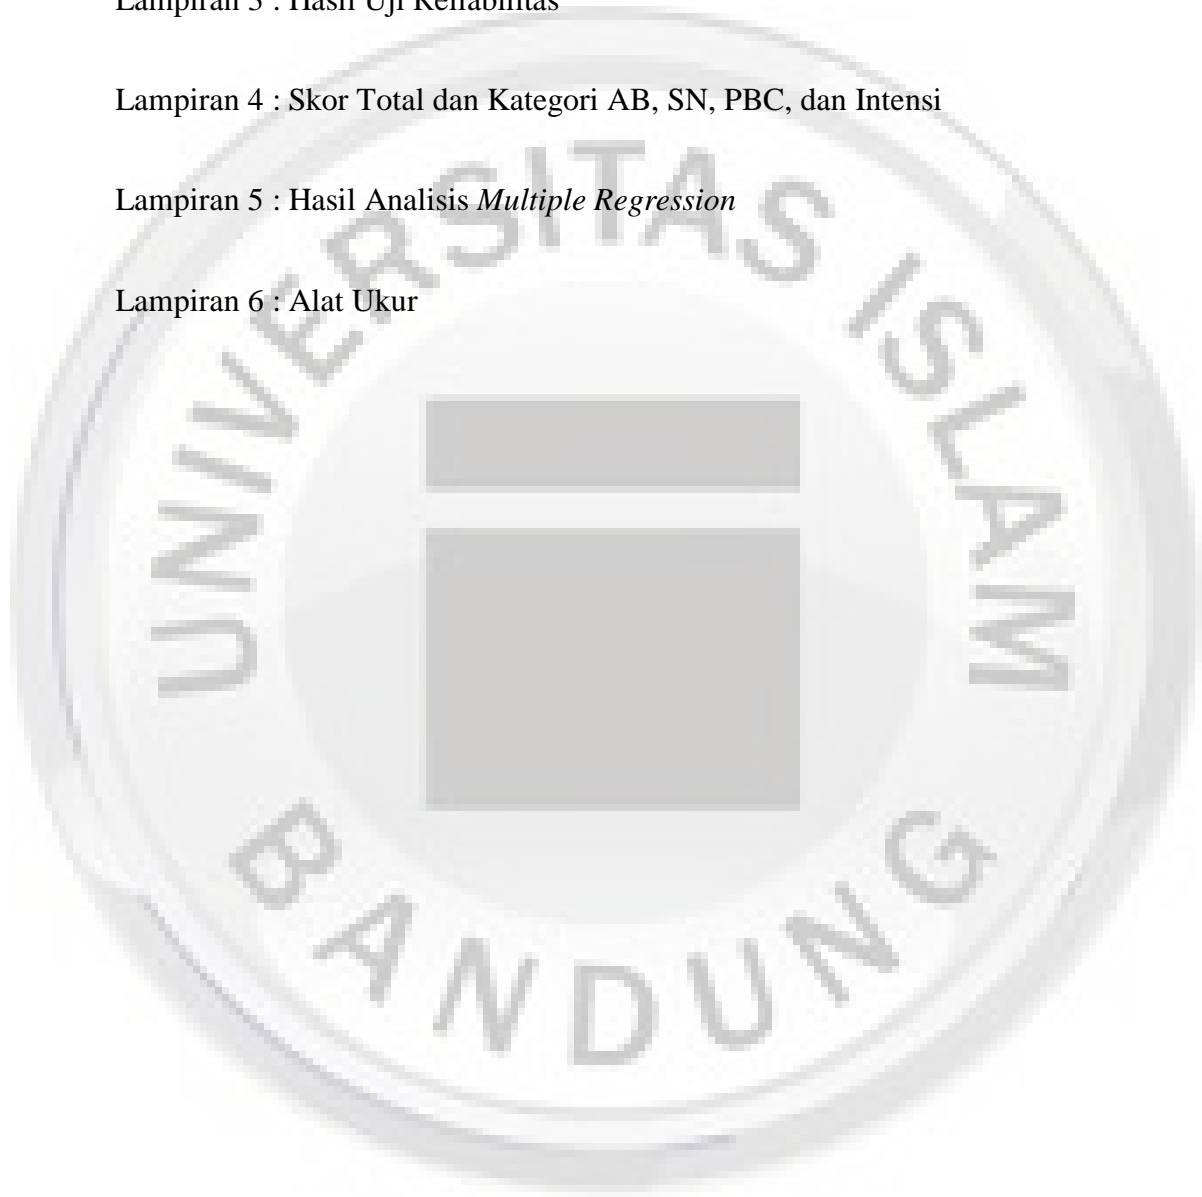 Lampiran 3 : Hasil Uji Reliabilitas
Lampiran 4 : Skor Total dan Kategori AB, SN, PBC, dan Intensi
Lampiran 5 : Hasil Analisis Multiple Regression
Lampiran 6 : Alat Ukur
UNIVERSITAS ISLAM
BANDUNG